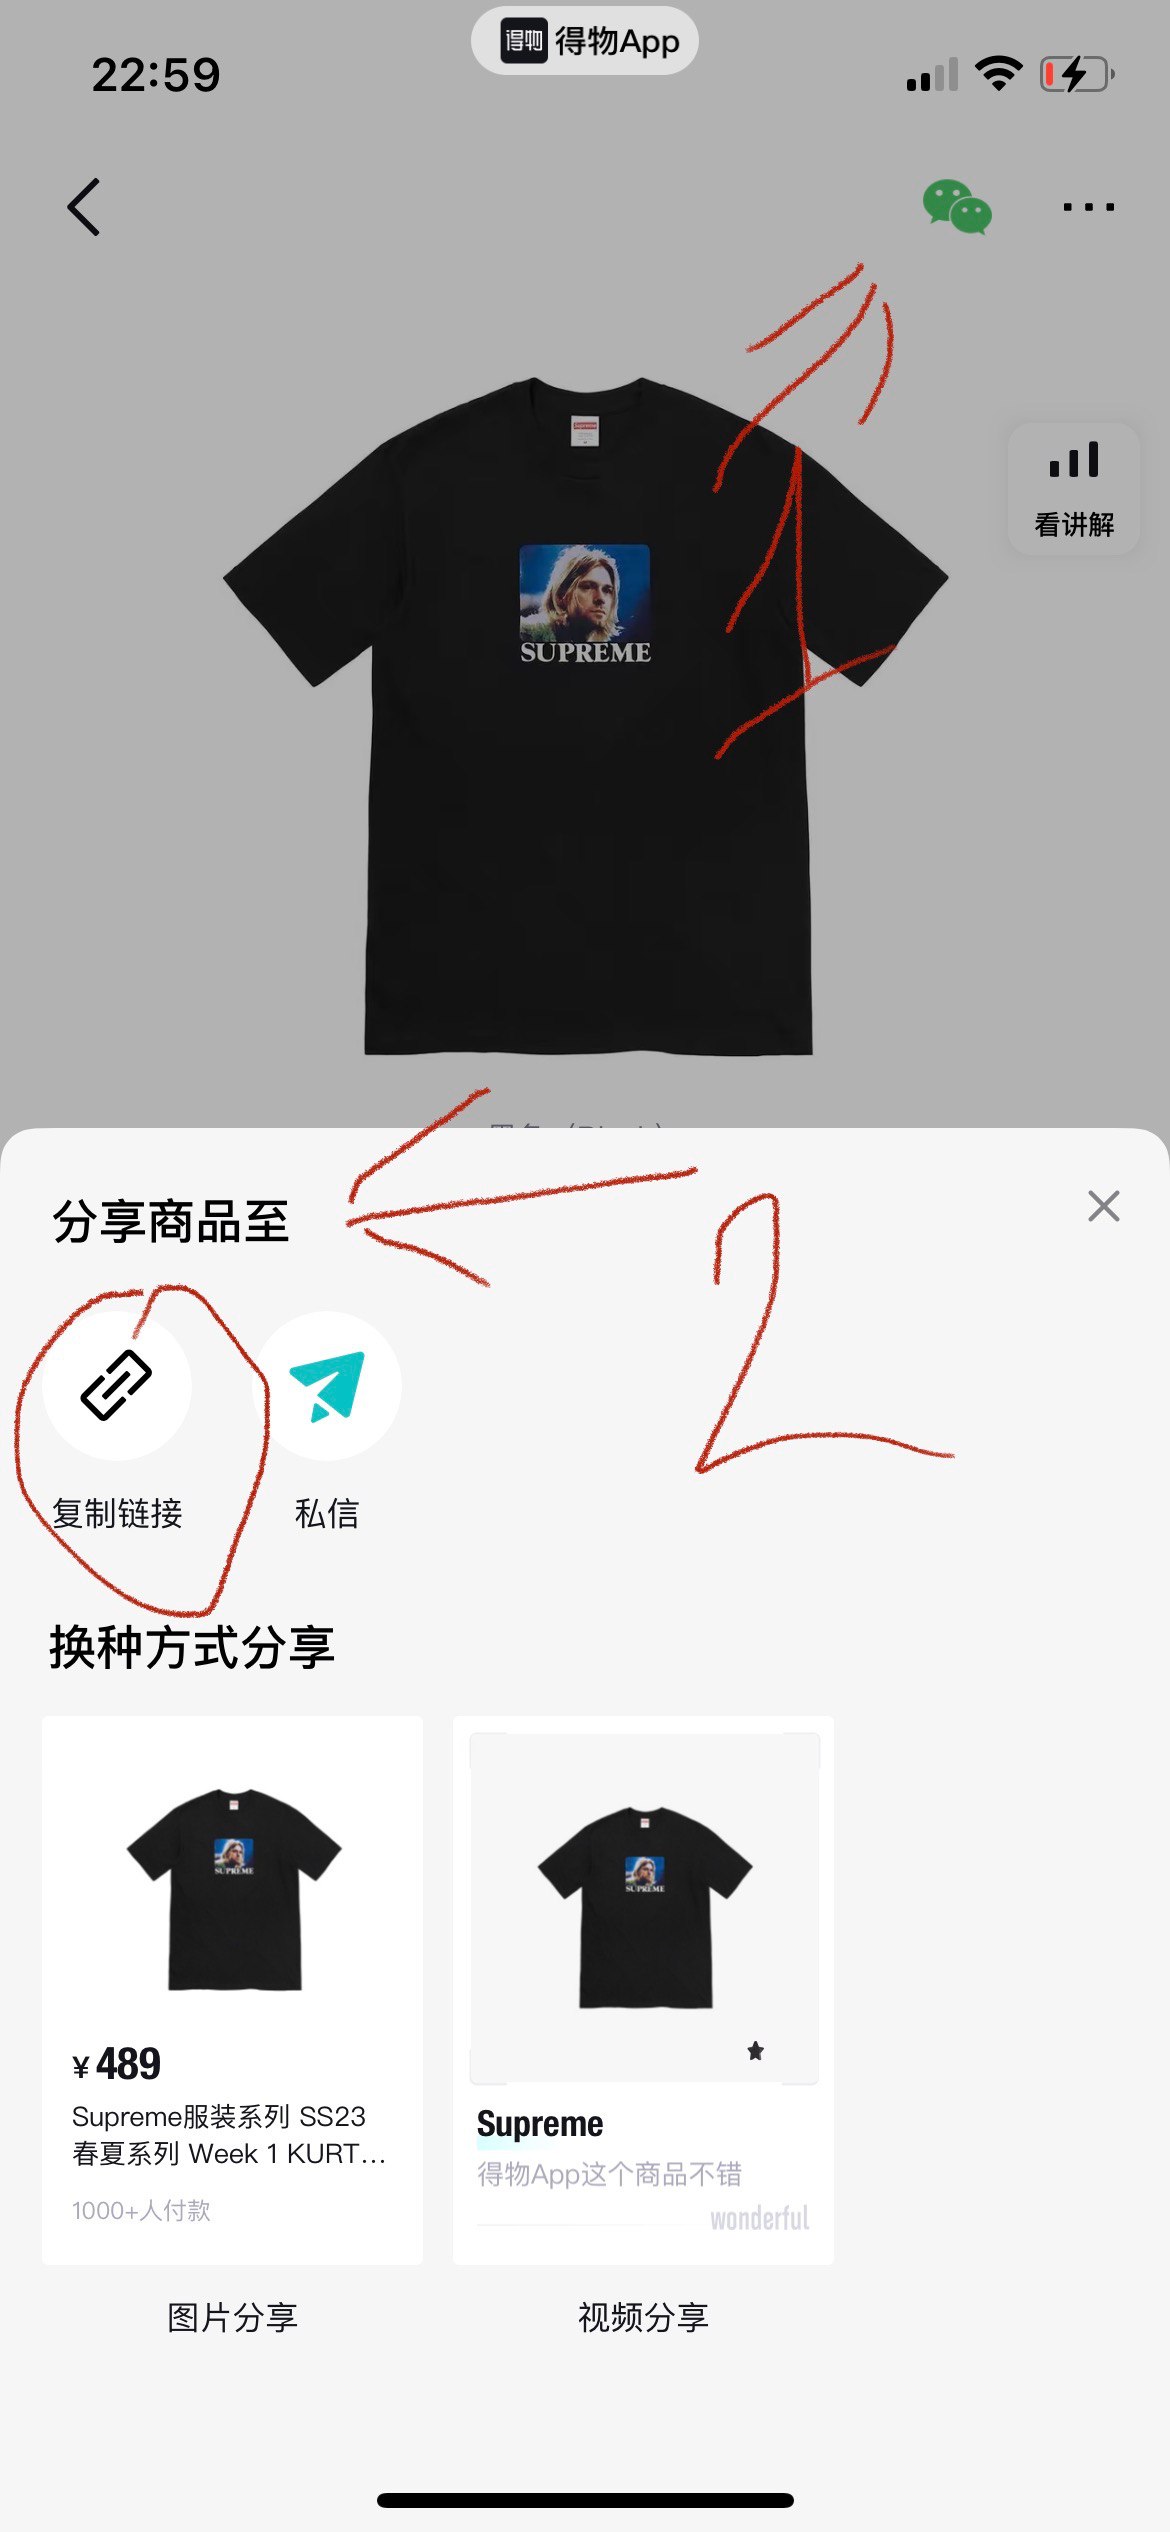 得物 得物App
22:59
看讲解
Supreme
SUPREME
1
分享商品至
2
复制链接
私信
换种方式分享
SUPREME
SUPREME
¥489
Supreme服装系列 SS23
春夏系列 Week 1 KURT...
1000+人付款
Supreme
得物App这个商品不错
wonderful
图片分享
视频分享